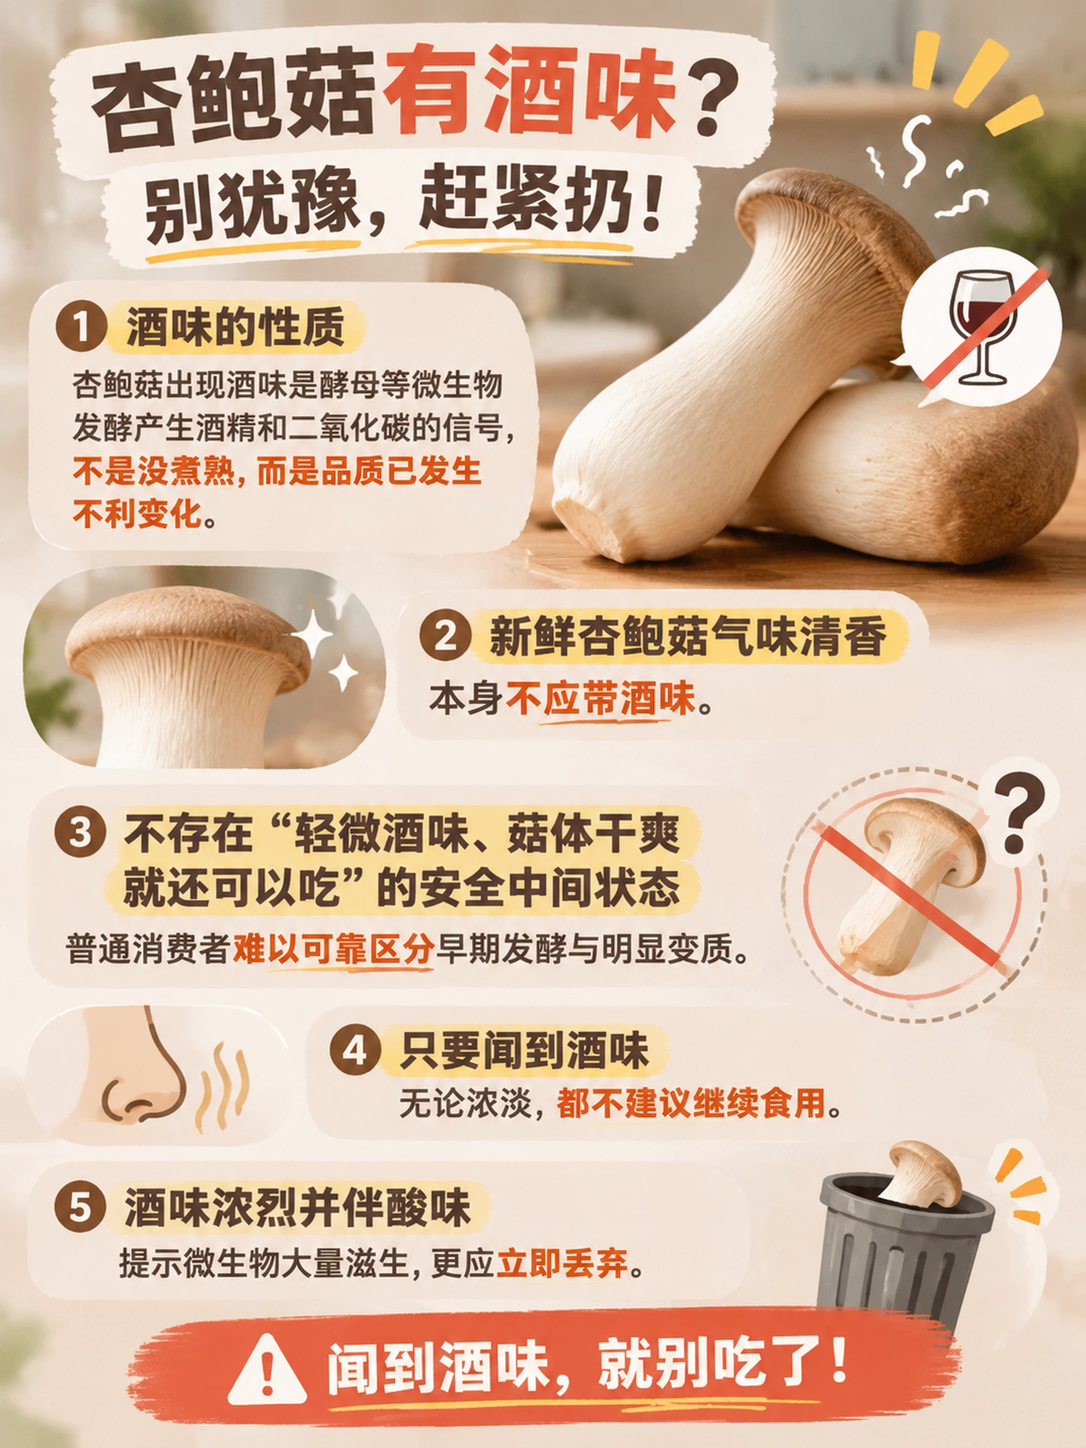 杏鲍菇有酒味?
别犹豫,赶紧扔!
1 酒味的性质
杏鲍菇出现酒味是酵母等微生物
发酵产生酒精和二氧化碳的信号,
不是没煮熟,而是品质已发生
不利变化。
2 新鲜杏鲍菇气味清香
本身不应带酒味。
3 不存在“轻微酒味、菇体干爽
就还可以吃”的安全中间状态
普通消费者难以可靠区分早期发酵与明显变质。
?
4 只要闻到酒味
无论浓淡,都不建议继续食用。
5 酒味浓烈并伴酸味
提示微生物大量滋生,更应立即丢弃。
! 闻到酒味,就别吃了!